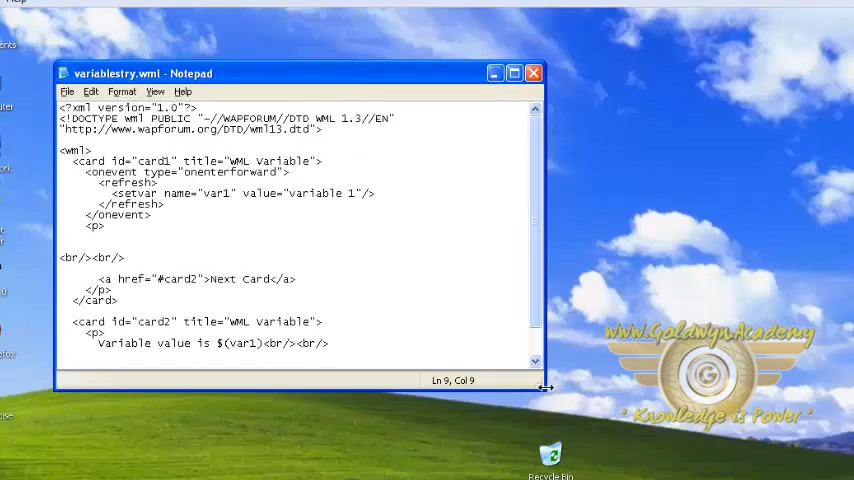 Help
variablestry.wml - Notepad
File Edit Format View Help
<?xml version="1.0"?>
<!DOCTYPE wml PUBLIC "-//WAPFORUM//DTD WML 1.3//EN"
"http://www.wapforum.org/DTD/wml13.dtd">
<wml>
<card id="card1" title="WML Variable">
<onevent type="onenterforward">
<refresh>
<setvar name="var1" value="variable 1"/>
</refresh>
</onevent>
<p>
<br/><br/>
<a href="#card2">Next Card</a>
</p>
</card>
<card id="card2" title="WML Variable">
<p>
Variable value is $(var1)<br/><br/>
Ln 9, Col 9
www.GoldwynAcademy
G
" Knowledge is Power "
Recycle Bin